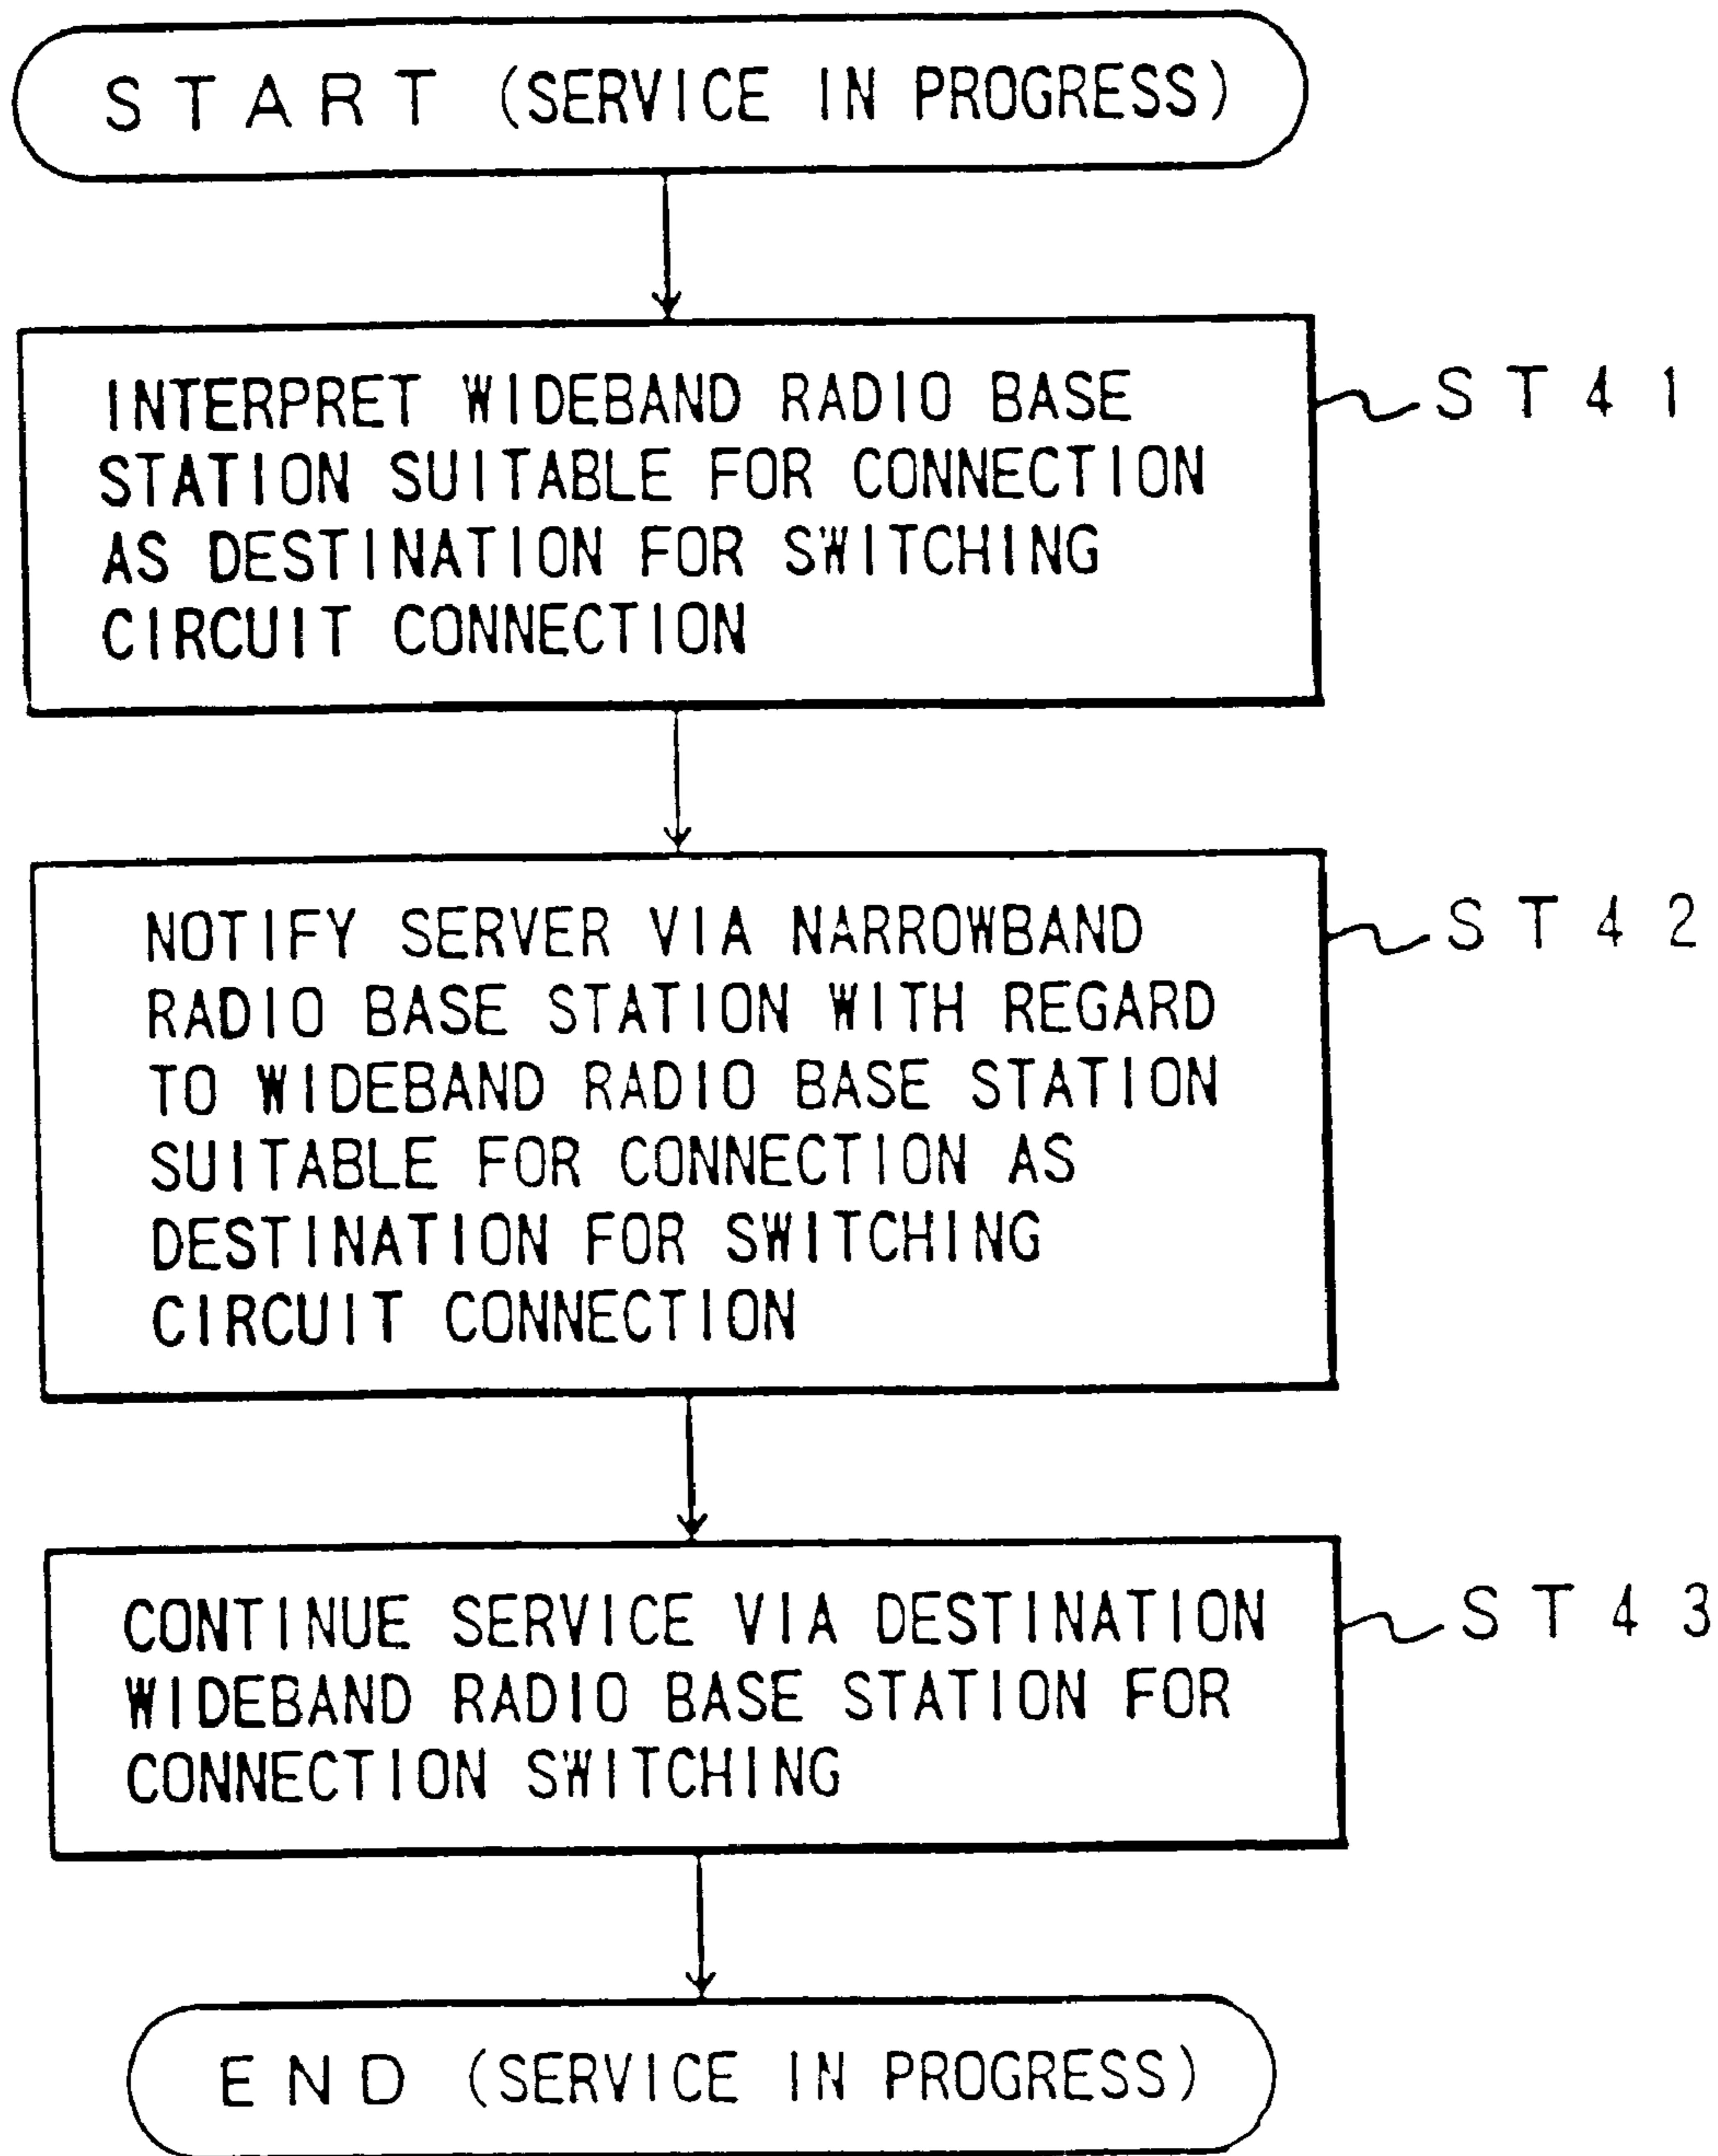 START (SERVICE IN PROGRESS)
INTERPRET WIDEBAND RADIO BASE
STATION SUITABLE FOR CONNECTION
AS DESTINATION FOR SWITCHING
CIRCUIT CONNECTION
ST41
NOTIFY SERVER VIA NARROWBAND
RADIO BASE STATION WITH REGARD
TO WIDEBAND RADIO BASE STATION
SUITABLE FOR CONNECTION AS
DESTINATION FOR SWITCHING
CIRCUIT CONNECTION
ST42
CONTINUE SERVICE VIA DESTINATION
WIDEBAND RADIO BASE STATION FOR
CONNECTION SWITCHING
ST43
END (SERVICE IN PROGRESS)